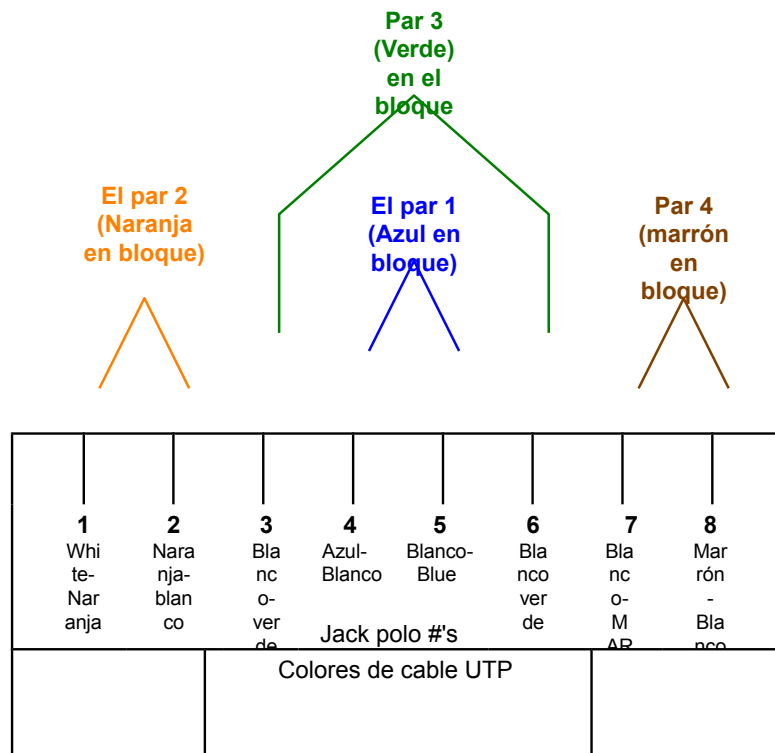 Par 3
(Verde)
en el
bloque
El par 2
(Naranja
en bloque)
El par 1
(Azul en
bloque)
Par 4
(marrón
en
bloque)
1
2
3
4
5
6
7
8
Whi
te-
Nar
anja
Nara
nja-
blan
co
Bla
nc
o-
ver
de
Azul-
Blanco
Blanco-
Blue
Bla
nco
ver
de
Bla
nc
o-
M
AR
Mar
rón
-
Bla
nco
Jack polo #'s
Colores de cable UTP